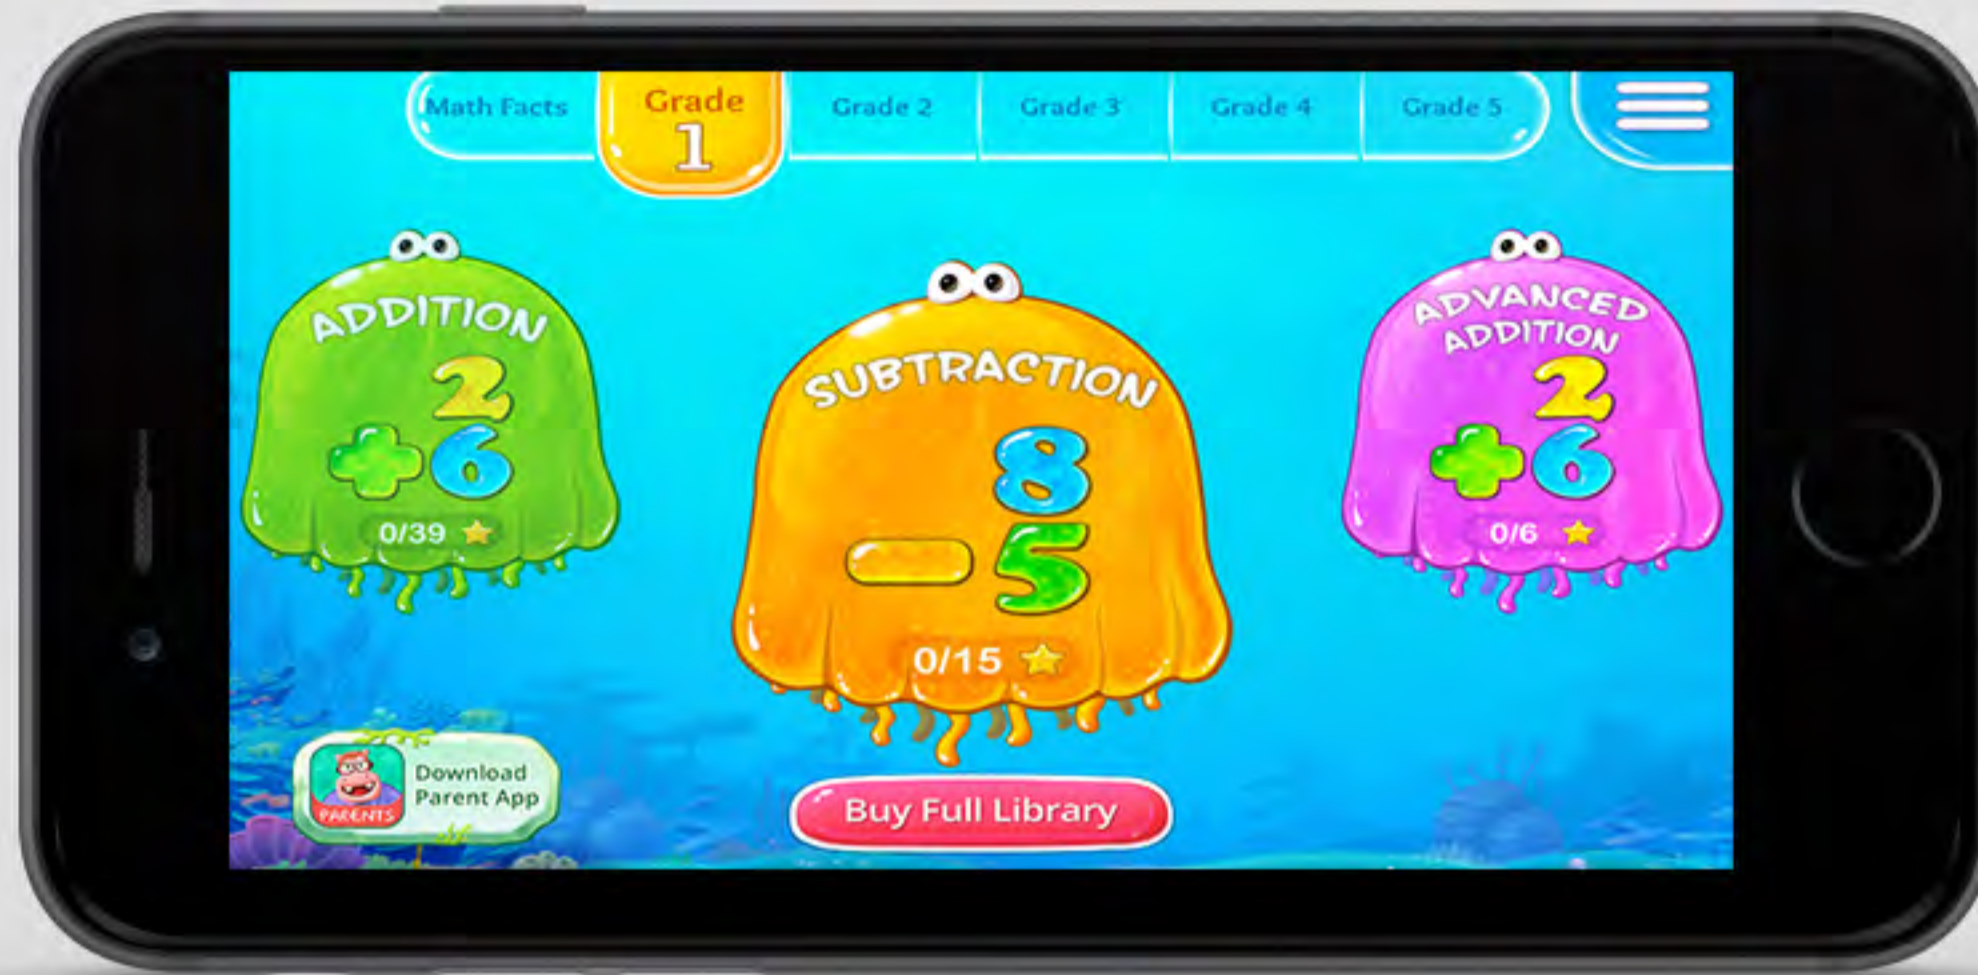 Math Facts
Grade
1
Grade 2
Grade 3
Grade 4
Grade 5
ADDITION
2
+6
0/39
SUBTRACTION
8
-5
0/15
ADVANCED
ADDITION
2
+6
0/6
PARENTS
Download
Parent App
Buy Full Library